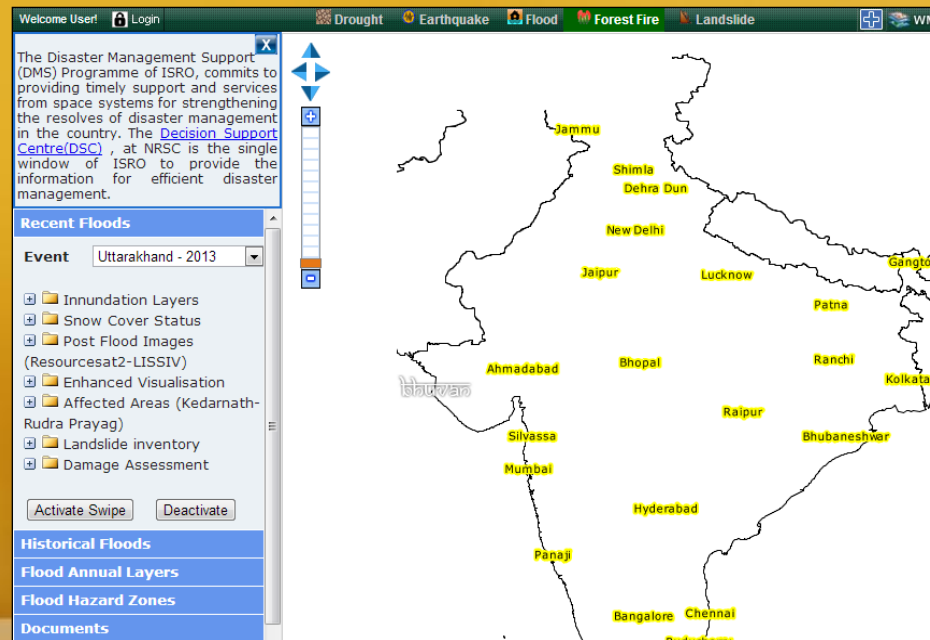 Welcome User! Login Drought Earthquake Flood Forest Fire Landslide
X
The Disaster Management Support
(DMS) Programme of ISRO, commits to
providing timely support and services
from space systems for strengthening
the resolves of disaster management
in the country. The Decision Support
Centre(DSC) , at NRSC is the single
window of ISRO to provide the
information for efficient disaster
management.
Recent Floods
Event Uttarakhand - 2013
Innundation Layers
Snow Cover Status
Post Flood Images
(Resourcesat2-LISSIV)
Enhanced Visualisation
Affected Areas (Kedarnath-
Rudra Prayag)
Landslide inventory
Damage Assessment
Activate Swipe Deactivate
Historical Floods
Flood Annual Layers
Flood Hazard Zones
Documents
Jammu
Shimla
Dehra Dun
New Delhi
Jaipur
Lucknow
Gangto
Patna
Ahmadabad
Bhopal
Ranchi
Kolkata
bhuvan
Raipur
Silvassa
Bhubaneshwar
Mumbai
Hyderabad
Panaji
Bangalore
Chennai